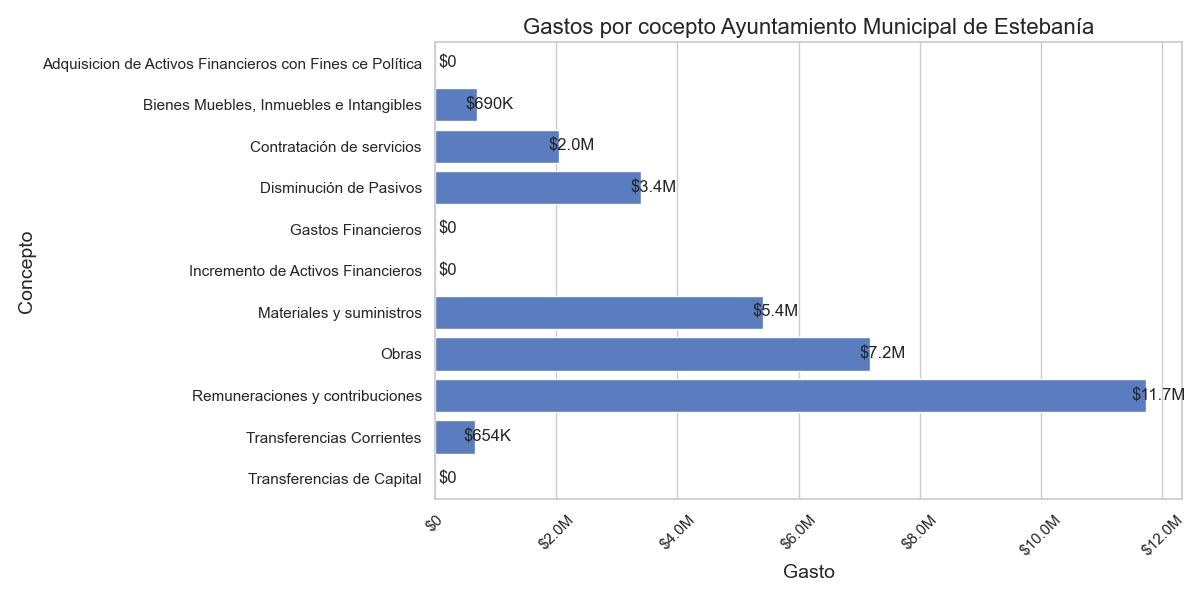 Gastos por cocepto Ayuntamiento Municipal de Estebanía
Concepto
Adquisicion de Activos Financieros con Fines ce Política $0
Bienes Muebles, Inmuebles e Intangibles $690K
Contratación de servicios $2.0M
Disminución de Pasivos $3.4M
Gastos Financieros $0
Incremento de Activos Financieros $0
Materiales y suministros $5.4M
Obras $7.2M
Remuneraciones y contribuciones $11.7M
Transferencias Corrientes $654K
Transferencias de Capital $0
$0 $2.0M $4.0M $6.0M $8.0M $10.0M $12.0M
Gasto